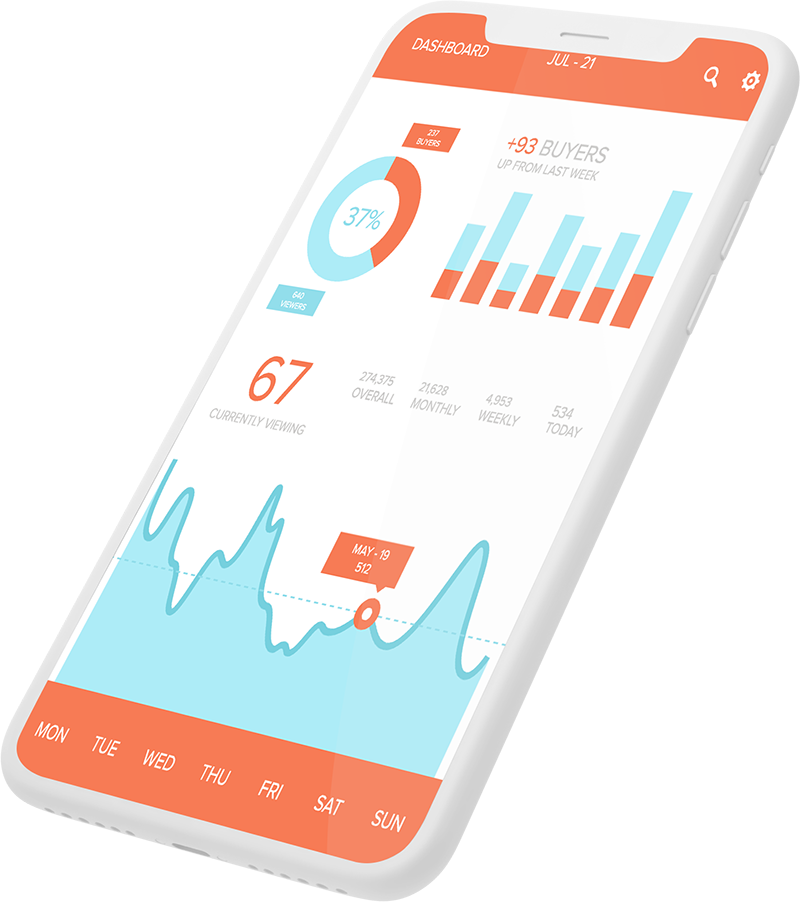 DASHBOARD
JUL - 21
237
BUYERS
+93 BUYERS
UP FROM LAST WEEK
37%
640
VIEWERS
67
CURRENTLY VIEWING
274,375
OVERALL
21,628
MONTHLY
4,953
WEEKLY
534
TODAY
MAY - 19
512
MON
TUE
WED
THU
FRI
SAT
SUN